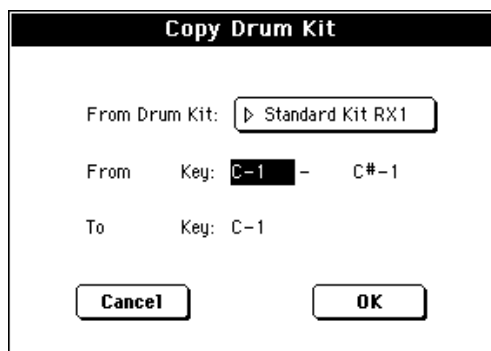 Copy Drum Kit
From Drum Kit: ▷ Standard Kit RX1
From Key: C-1 - C#-1
To Key: C-1
Cancel OK